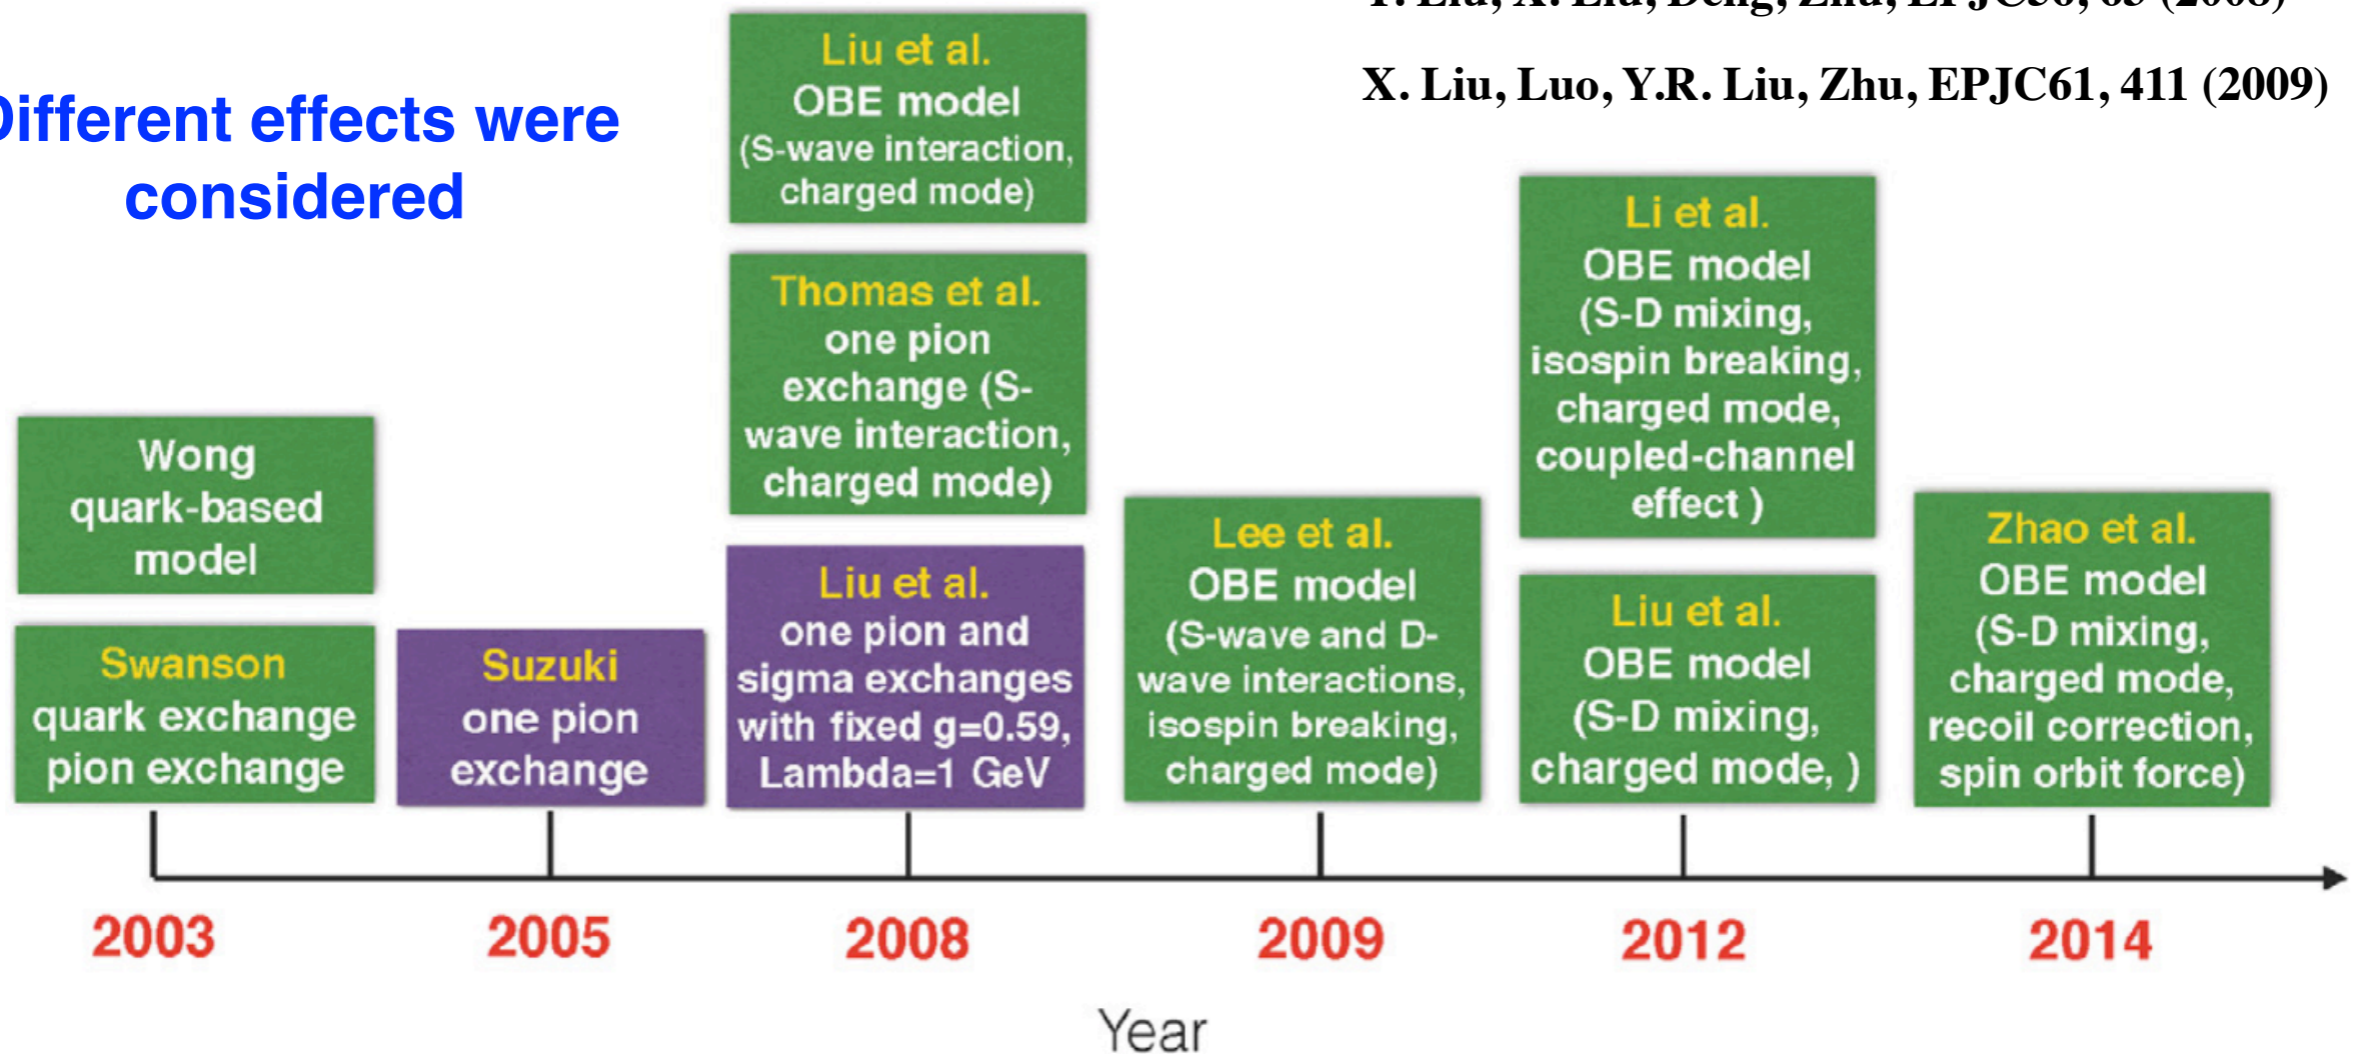 Different effects were
considered
X. Liu, Luo, Y.R. Liu, Zhu, EPJC61, 411 (2009)
Wong
quark-based
model
Swanson
quark exchange
pion exchange
Suzuki
one pion
exchange
Liu et al.
OBE model
(S-wave interaction,
charged mode)
Thomas et al.
one pion
exchange (S-
wave interaction,
charged mode)
Liu et al.
one pion and
sigma exchanges
with fixed g=0.59,
Lambda=1 GeV
Lee et al.
OBE model
(S-wave and D-
wave interactions,
isospin breaking,
charged mode)
Li et al.
OBE model
(S-D mixing,
isospin breaking,
charged mode,
coupled-channel
effect )
Liu et al.
OBE model
(S-D mixing,
charged mode, )
Zhao et al.
OBE model
(S-D mixing,
charged mode,
recoil correction,
spin orbit force)
2003
2005
2008
2009
2012
2014
Year